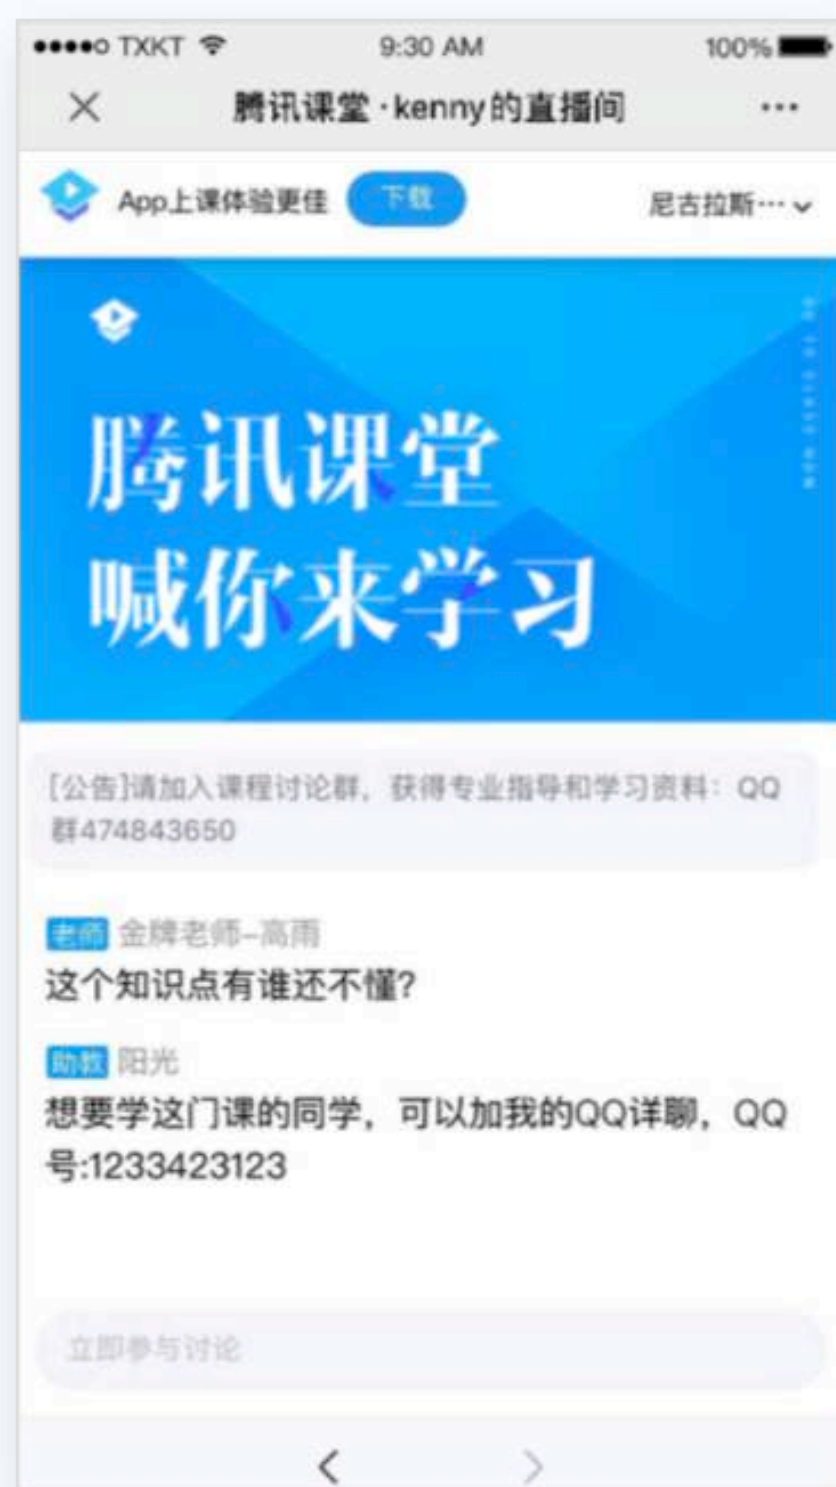 TXKT 9:30 AM 100%
腾讯课堂·kenny的直播间
App上课体验更佳 下载 尼古拉斯…
腾讯课堂
喊你来学习
[公告]请加入课程讨论群，获得专业指导和学习资料：QQ
群474843650
老师 金牌老师-高雨
这个知识点有谁还不懂?
助教 阳光
想要学这门课的同学，可以加我的QQ详聊，QQ
号:1233423123
立即参与讨论